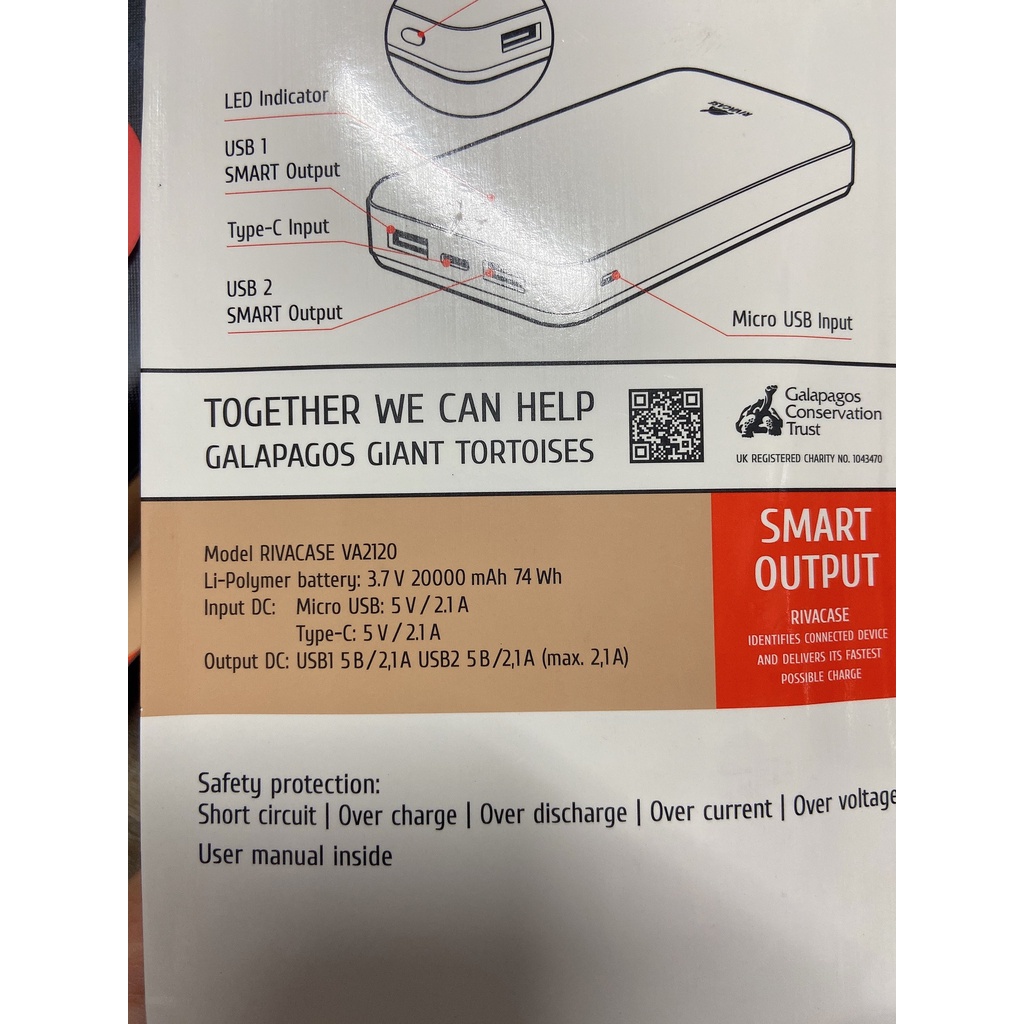 RIVACASE
LED Indicator
USB 1
SMART Output
Type-C Input
USB 2
SMART Output
Micro USB Input
TOGETHER WE CAN HELP
GALAPAGOS GIANT TORTOISES
Galapagos
Conservation
Trust
UK REGISTERED CHARITY NO. 1043470
Model RIVACASE VA2120
Li-Polymer battery: 3.7 V 20000 mAh 74 Wh
Input DC: Micro USB: 5 V / 2.1 A
Type-C: 5 V / 2.1 A
Output DC: USB1 5 B / 2,1 A USB2 5 B / 2,1 A (max. 2,1 A)
SMART
OUTPUT
RIVACASE
IDENTIFIES CONNECTED DEVICE
AND DELIVERS ITS FASTEST
POSSIBLE CHARGE
Safety protection:
Short circuit | Over charge | Over discharge | Over current | Over voltage
User manual inside